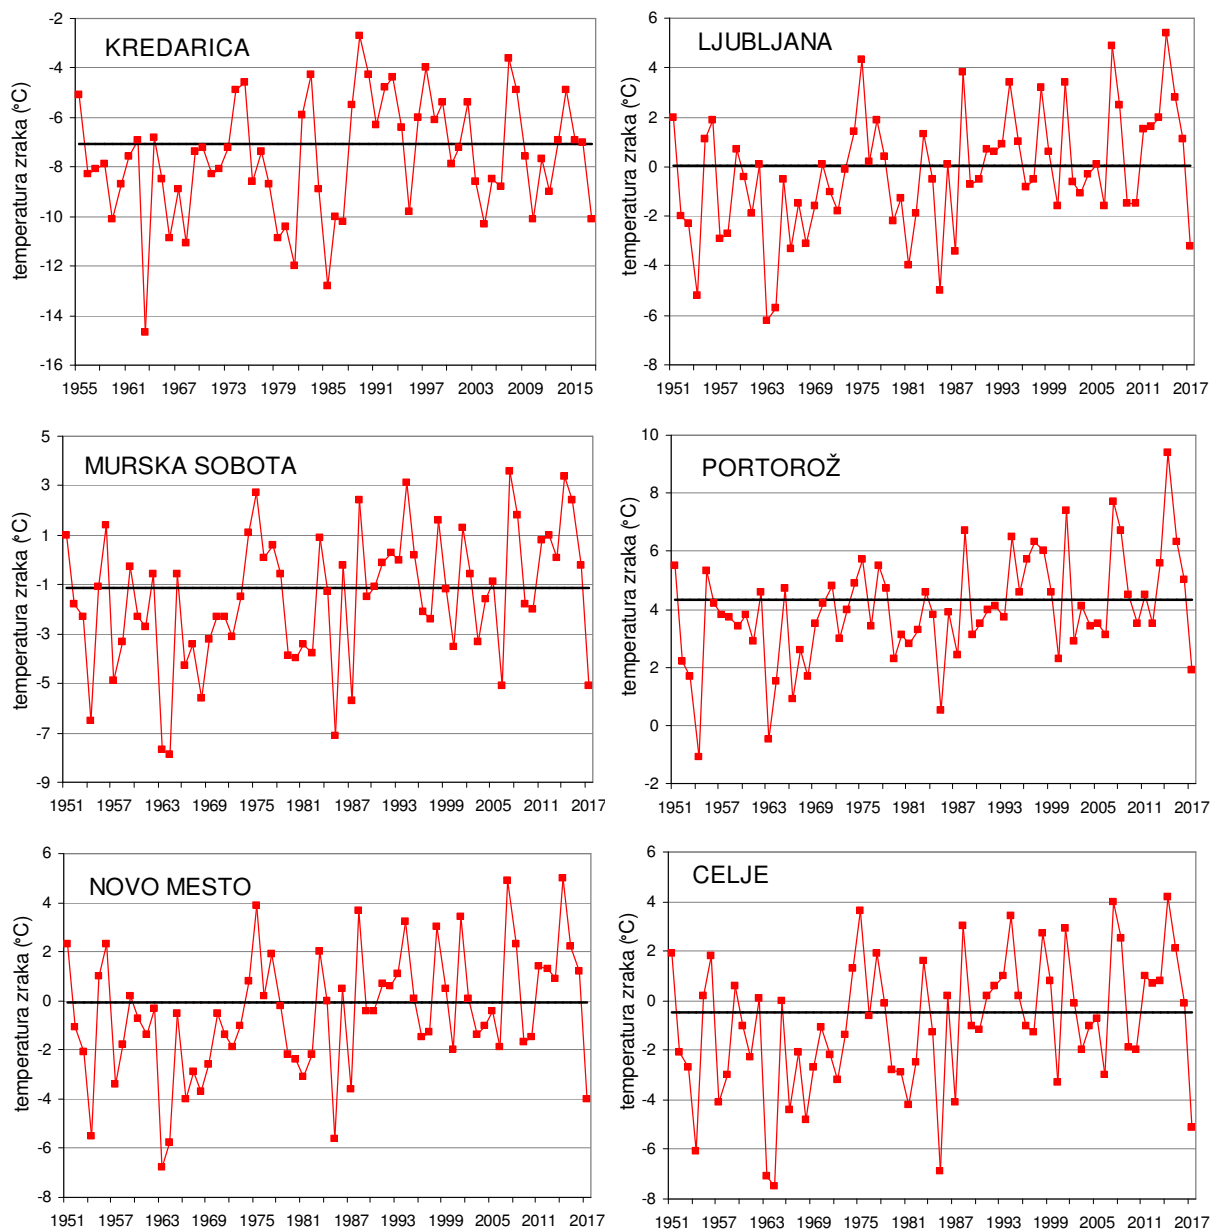 KREDARICA
temperatura zraka (°C)
-2
-4
-6
-8
-10
-12
-14
-16
1955 1961 1967 1973 1979 1985 1991 1997 2003 2009 2015
LJUBLJANA
temperatura zraka (°C)
6
4
2
0
-2
-4
-6
-8
1951 1957 1963 1969 1975 1981 1987 1993 1999 2005 2011 2017
MURSKA SOBOTA
temperatura zraka (°C)
5
3
1
-1
-3
-5
-7
-9
1951 1957 1963 1969 1975 1981 1987 1993 1999 2005 2011 2017
PORTOROŽ
temperatura zraka (°C)
10
8
6
4
2
0
-2
1951 1957 1963 1969 1975 1981 1987 1993 1999 2005 2011 2017
NOVO MESTO
temperatura zraka (°C)
6
4
2
0
-2
-4
-6
-8
1951 1957 1963 1969 1975 1981 1987 1993 1999 2005 2011 2017
CELJE
temperatura zraka (°C)
6
4
2
0
-2
-4
-6
-8
1951 1957 1963 1969 1975 1981 1987 1993 1999 2005 2011 2017